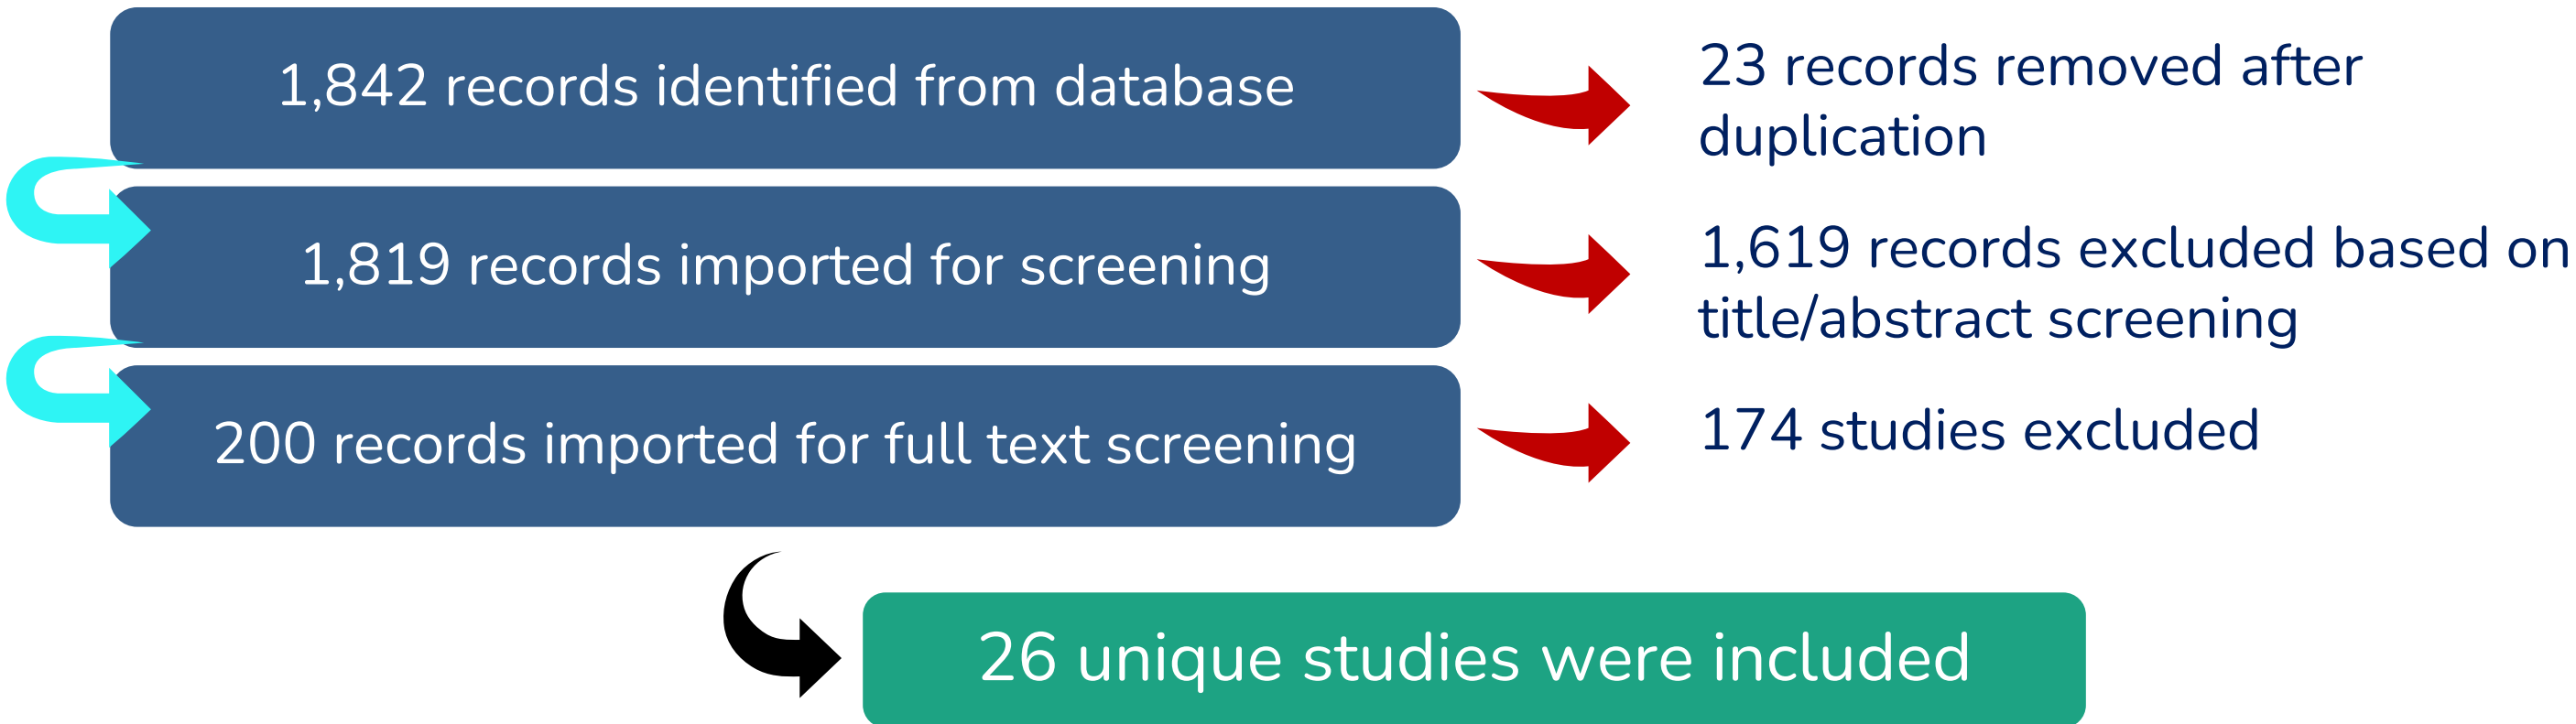 1,842 records identified from database
23 records removed after
duplication
1,819 records imported for screening
1,619 records excluded based on
title/abstract screening
200 records imported for full text screening
174 studies excluded
26 unique studies were included